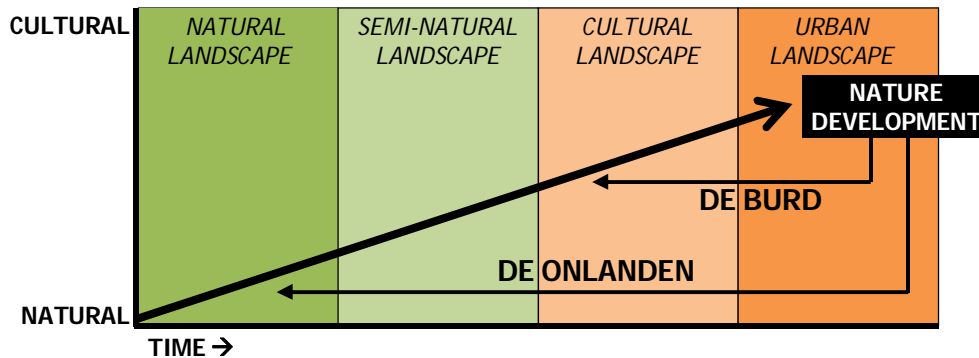 CULTURAL
NATURAL
LANDSCAPE
SEMI-NATURAL
LANDSCAPE
CULTURAL
LANDSCAPE
URBAN
LANDSCAPE
NATURE
DEVELOPMENT
DE BURD
DE ONLANDEN
NATURAL
TIME →